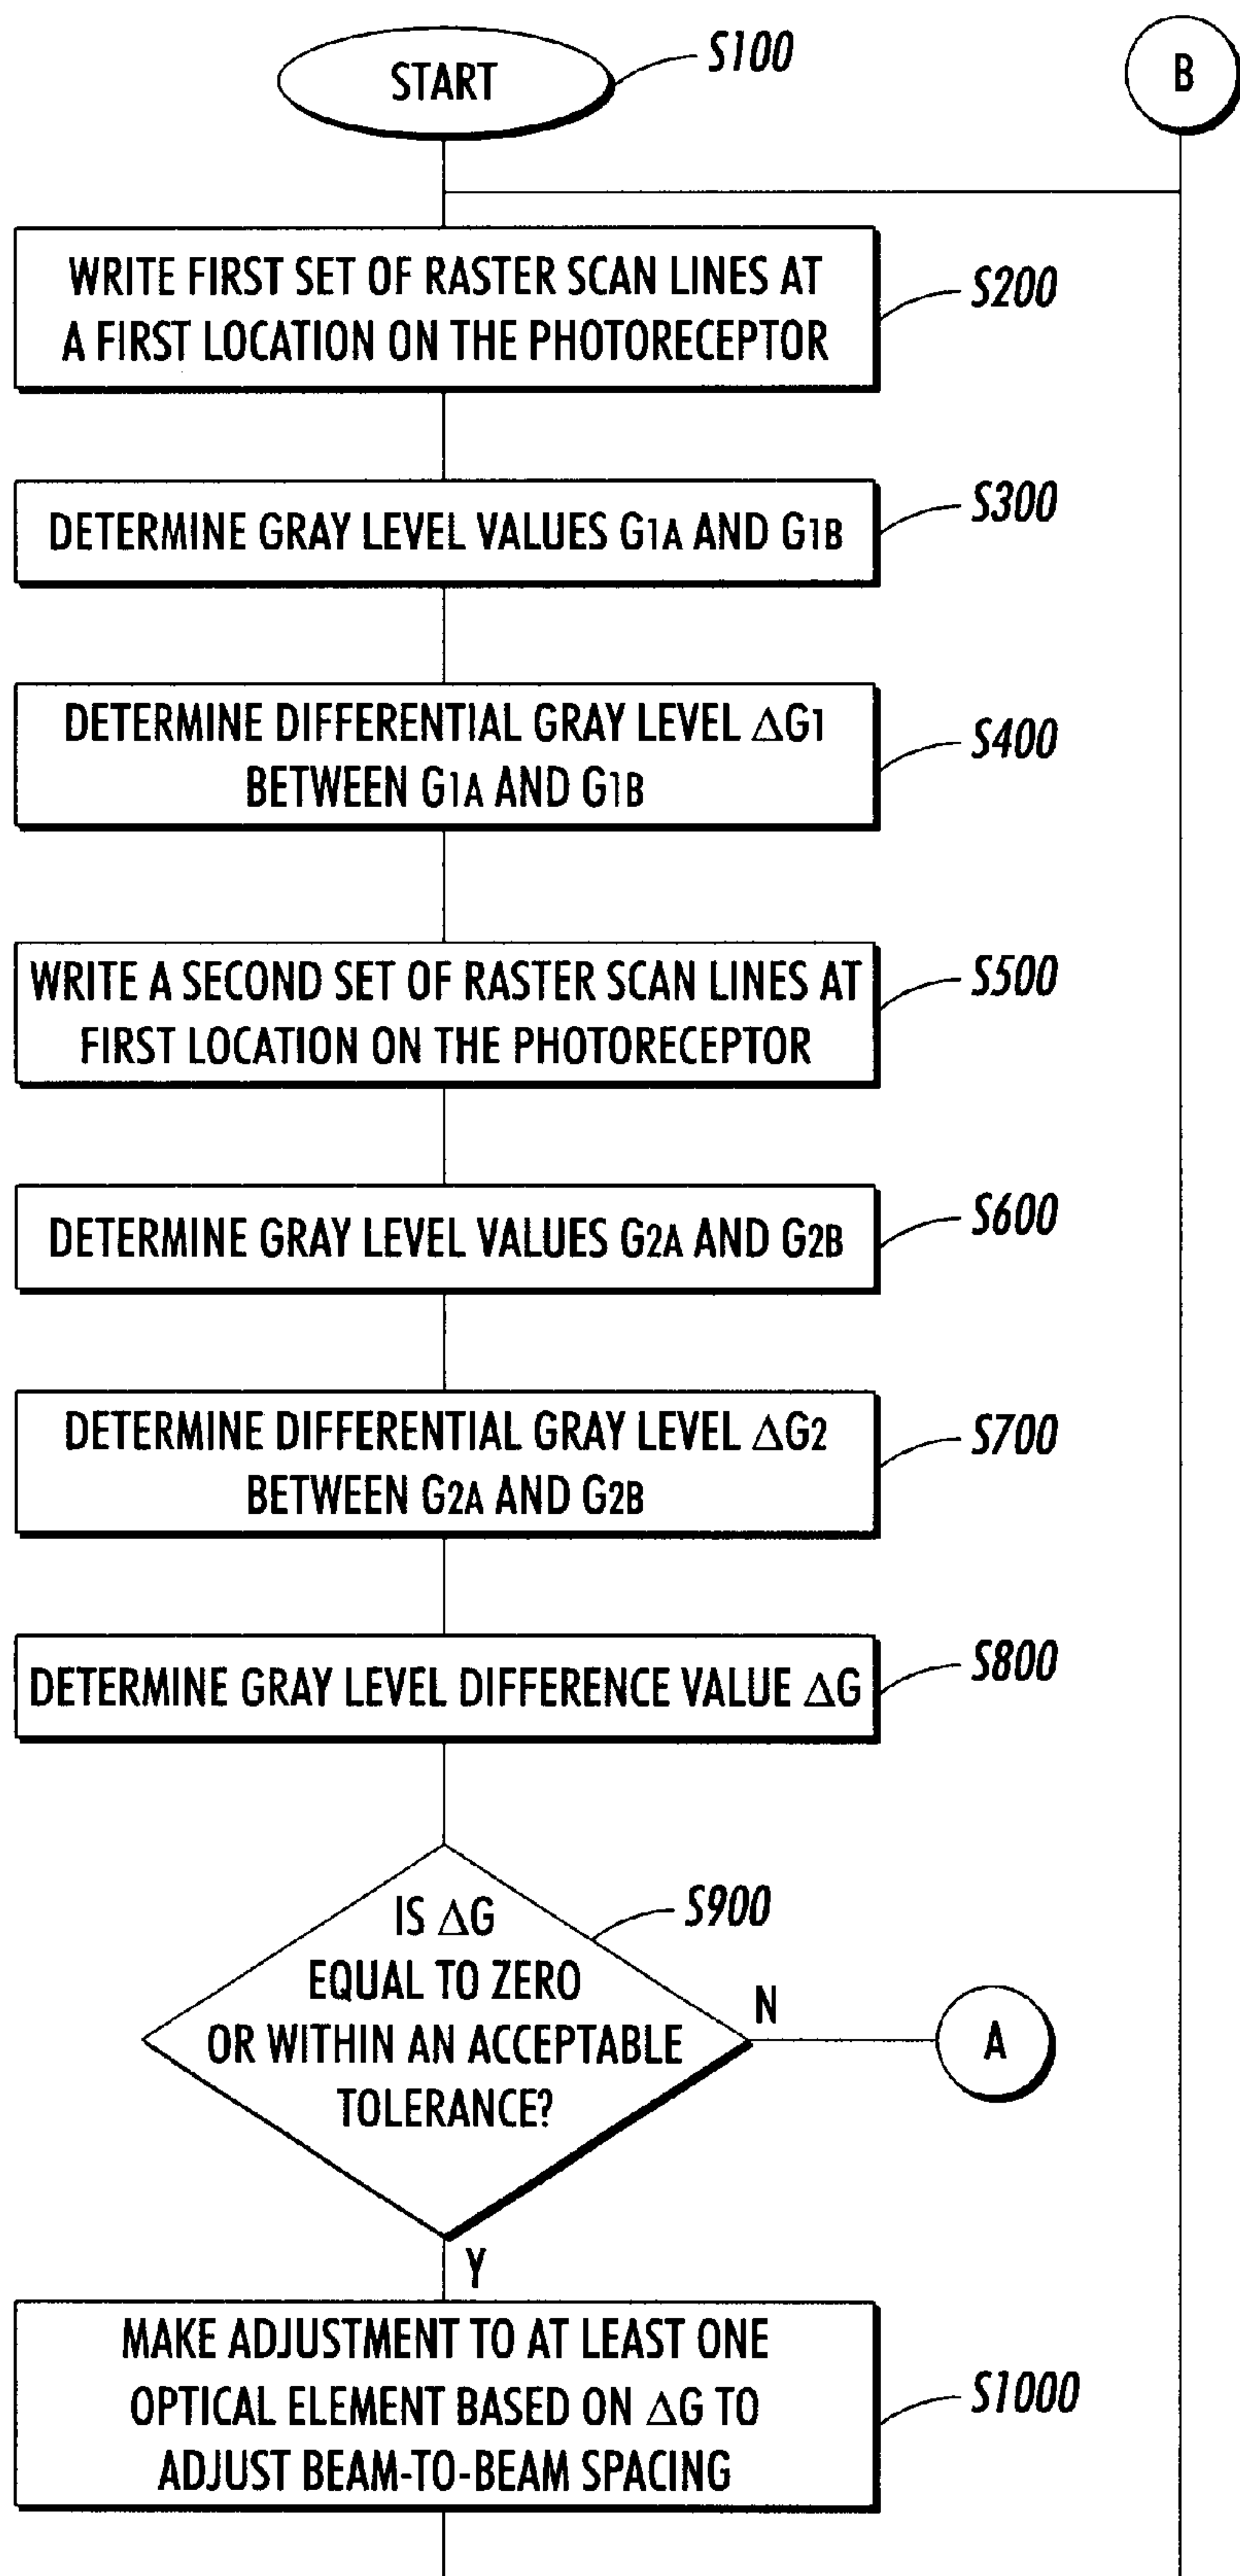 START
S100
B
WRITE FIRST SET OF RASTER SCAN LINES AT
A FIRST LOCATION ON THE PHOTORECEPTOR
S200
DETERMINE GRAY LEVEL VALUES G1A AND G1B
S300
DETERMINE DIFFERENTIAL GRAY LEVEL ΔG1
BETWEEN G1A AND G1B
S400
WRITE A SECOND SET OF RASTER SCAN LINES AT
FIRST LOCATION ON THE PHOTORECEPTOR
S500
DETERMINE GRAY LEVEL VALUES G2A AND G2B
S600
DETERMINE DIFFERENTIAL GRAY LEVEL ΔG2
BETWEEN G2A AND G2B
S700
DETERMINE GRAY LEVEL DIFFERENCE VALUE ΔG
S800
IS ΔG
EQUAL TO ZERO
OR WITHIN AN ACCEPTABLE
TOLERANCE?
S900
N
A
Y
MAKE ADJUSTMENT TO AT LEAST ONE
OPTICAL ELEMENT BASED ON ΔG TO
ADJUST BEAM-TO-BEAM SPACING
S1000